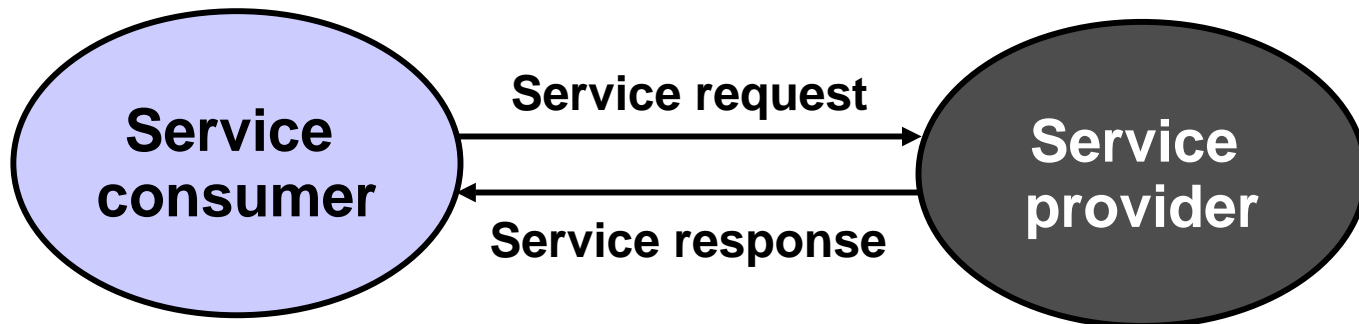 Service
consumer
Service request
Service response
Service
provider